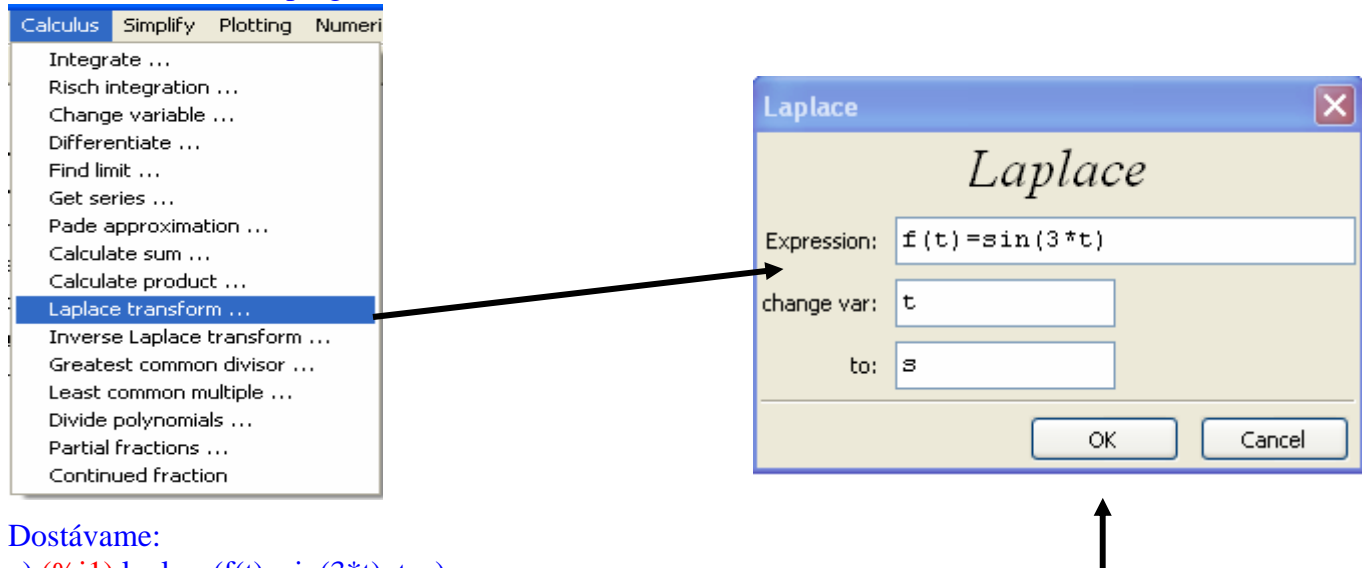 Calculus Simplify Plotting Numeri
Integrate ...
Risch integration ...
Change variable ...
Differentiate ...
Find limit ...
Get series ...
Pade approximation ...
Calculate sum ...
Calculate product ...
Laplace transform ...
Inverse Laplace transform ...
Greatest common divisor ...
Least common multiple ...
Divide polynomials ...
Partial fractions ...
Continued fraction
Laplace
Laplace
Expression: f(t)=sin(3*t)
change var: t
to: s
OK Cancel
Dostávame: